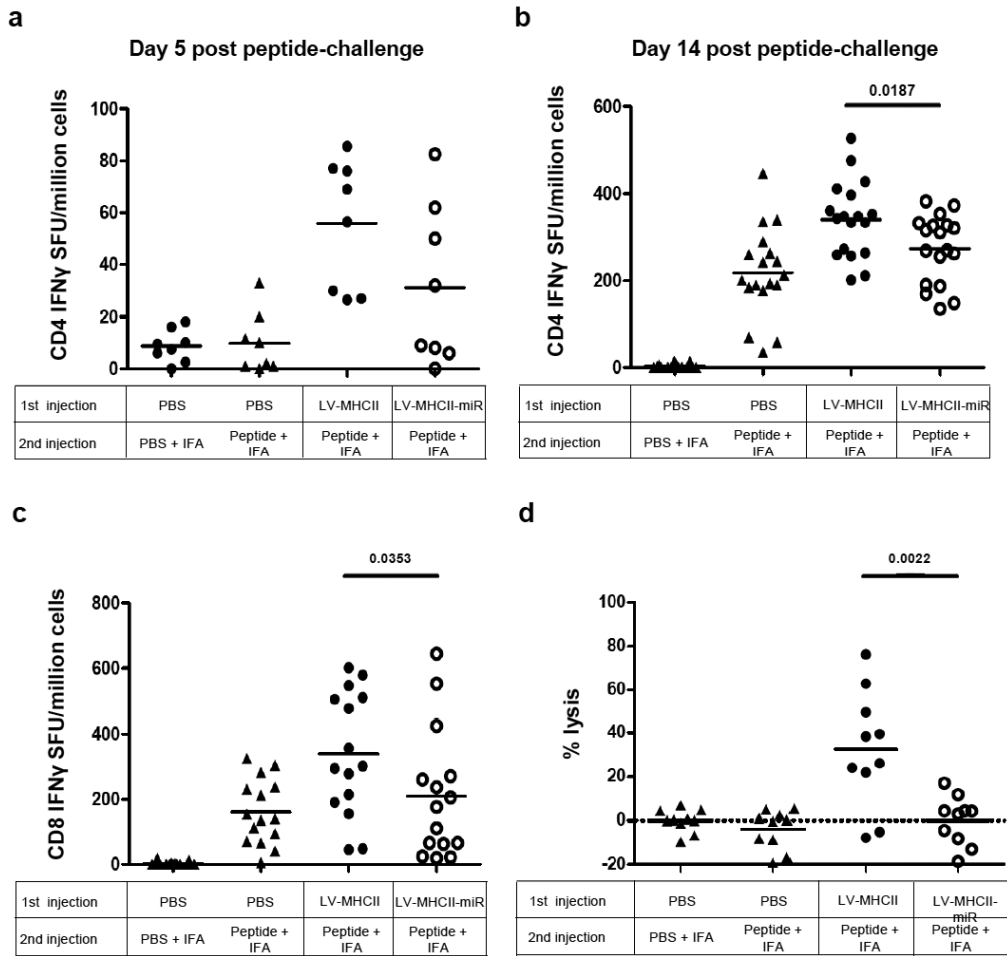 a
Day 5 post peptide-challenge
CD4 IFNγ SFU/million cells
100
80
60
40
20
0
1st injection PBS PBS LV-MHCII LV-MHCII-miR
2nd injection PBS + IFA Peptide + IFA Peptide + IFA Peptide + IFA
b
Day 14 post peptide-challenge
0.0187
CD4 IFNγ SFU/million cells
600
400
200
0
1st injection PBS PBS LV-MHCII LV-MHCII-miR
2nd injection PBS + IFA Peptide + IFA Peptide + IFA Peptide + IFA
c
0.0353
CD8 IFNγ SFU/million cells
800
600
400
200
0
1st injection PBS PBS LV-MHCII LV-MHCII-miR
2nd injection PBS + IFA Peptide + IFA Peptide + IFA Peptide + IFA
d
0.0022
% lysis
100
80
60
40
20
0
-20
1st injection PBS PBS LV-MHCII LV-MHCII-miR
2nd injection PBS + IFA Peptide + IFA Peptide + IFA Peptide + IFA